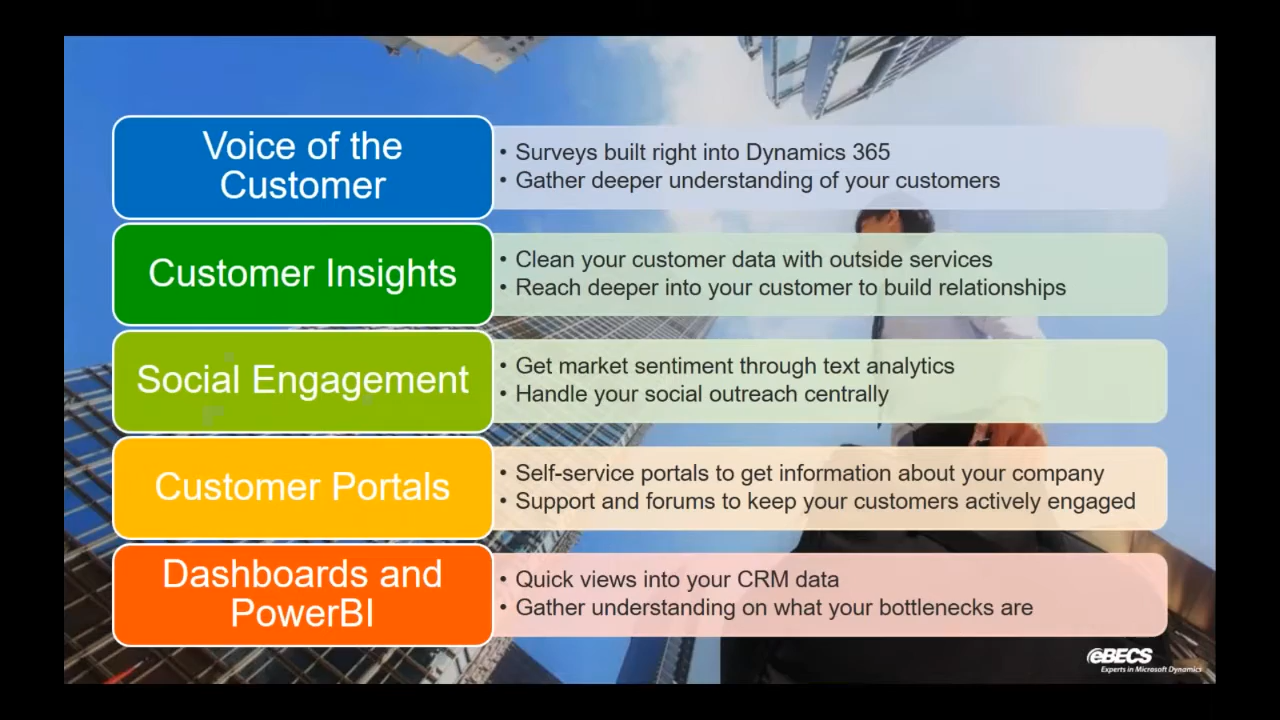 Voice of the
Customer
• Surveys built right into Dynamics 365
• Gather deeper understanding of your customers
Customer Insights
• Clean your customer data with outside services
• Reach deeper into your customer to build relationships
Social Engagement
• Get market sentiment through text analytics
• Handle your social outreach centrally
Customer Portals
• Self-service portals to get information about your company
• Support and forums to keep your customers actively engaged
Dashboards and
PowerBI
• Quick views into your CRM data
• Gather understanding on what your bottlenecks are
eBECS
Experts in Microsoft Dynamics